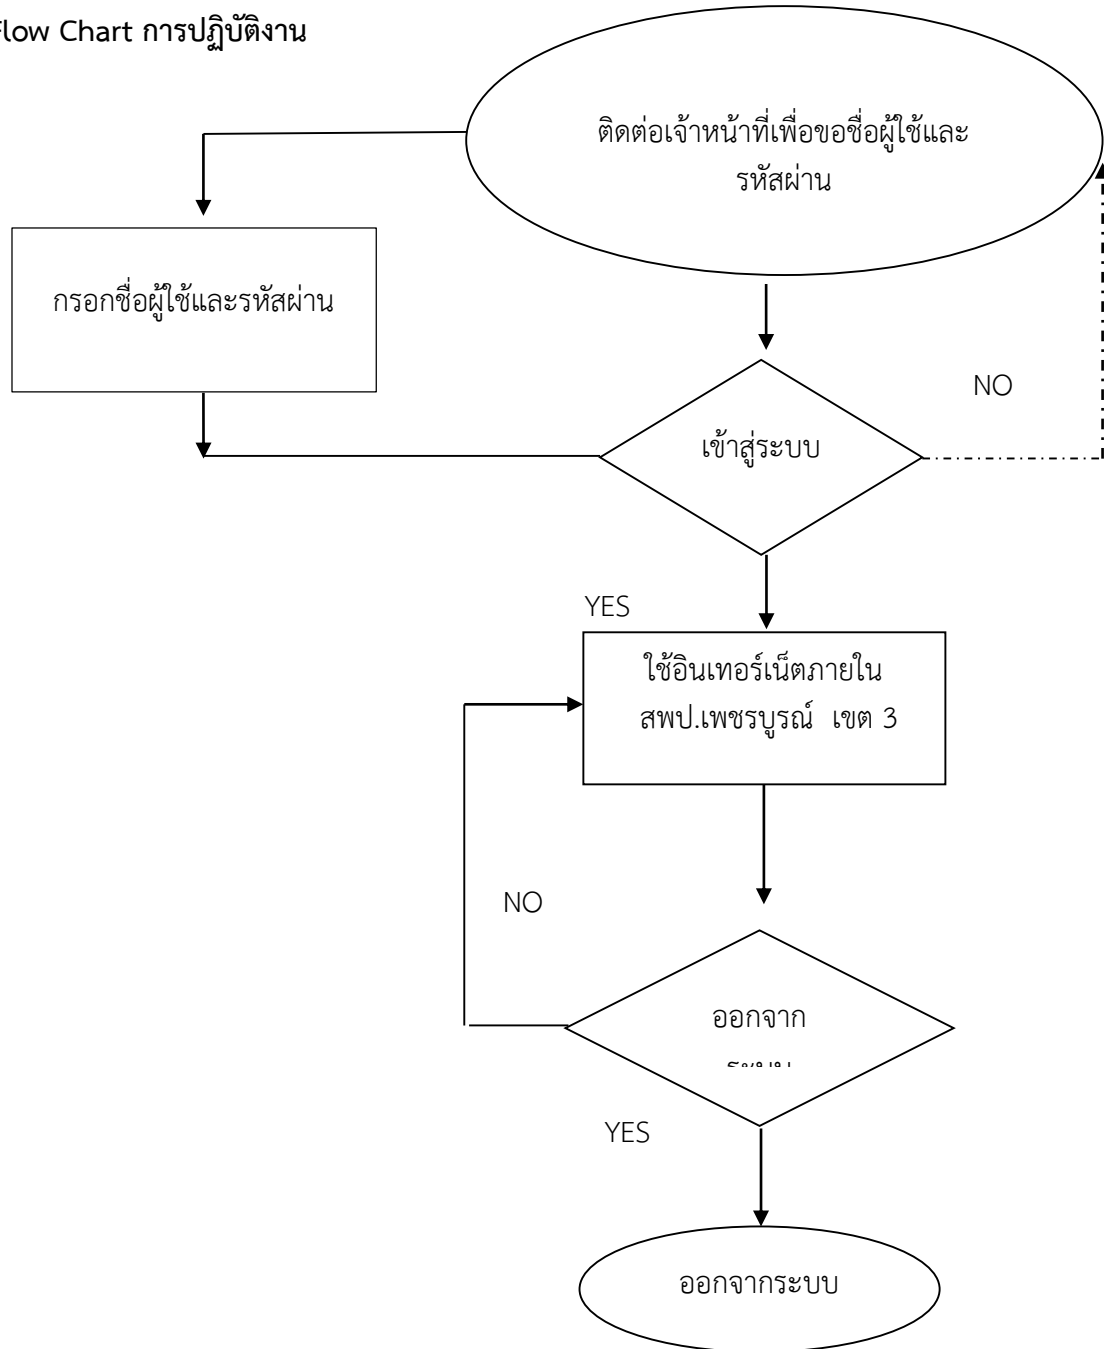 Flow Chart การปฏิบัติงาน
ติดต่อเจ้าหน้าที่เพื่อขอชื่อผู้ใช้และ
รหัสผ่าน
กรอกชื่อผู้ใช้และรหัสผ่าน
NO
เข้าสู่ระบบ
YES
ใช้อินเทอร์เน็ตภายใน
สพป.เพชรบูรณ์ เขต 3
NO
ออกจาก
YES
ออกจากระบบ